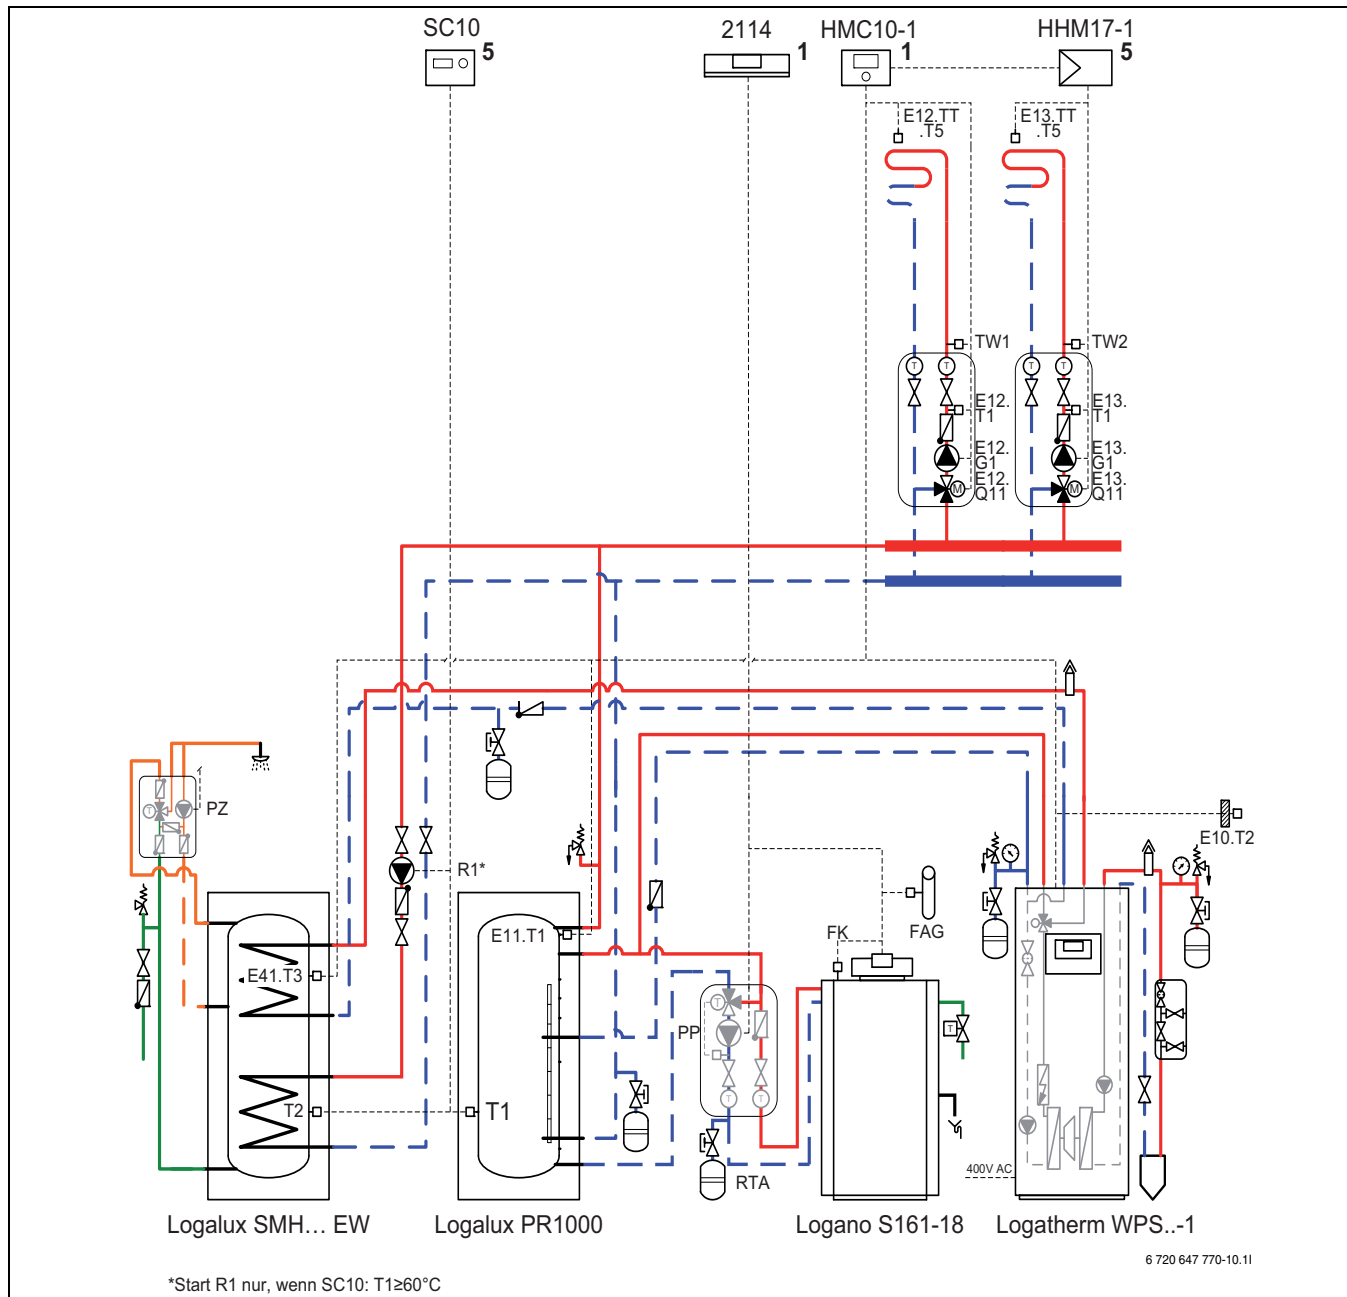 SC10
5
2114
1
HMC10-1
1
HHM17-1
5
E12.TT
.T5
E13.TT
.T5
TW1
TW2
T
T
T
T
E12.
T1
E13.
T1
E12.
G1
E13.
G1
E12.
Q11
E13.
Q11
M
M
PZ
T
R1*
E10.T2
E11.T1
FK
FAG
E41.T3
T
PP
T
T2
T1
T
T
RTA
400V AC
Logalux SMH... EW
Logalux PR1000
Logano S161-18
Logatherm WPS..-1
6 720 647 770-10.1I
*Start R1 nur, wenn SC10: T1≥60°C